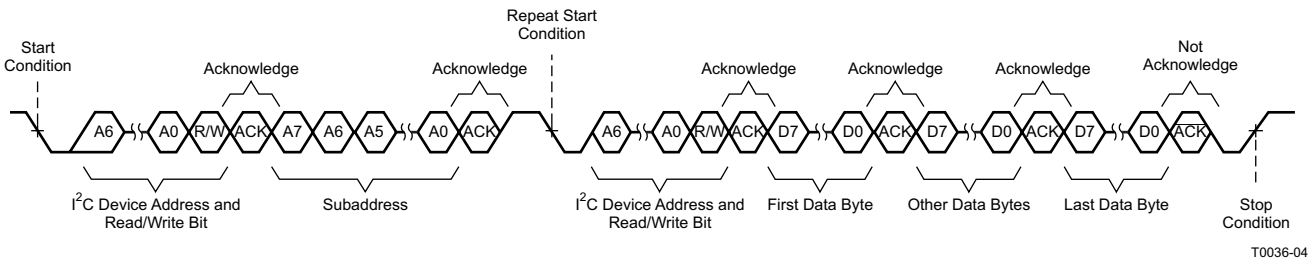 Repeat Start
Condition
Start
Condition
Not
Acknowledge
Acknowledge
Acknowledge
Acknowledge
Acknowledge
Acknowledge
A6 A0 R/W ACK A7 A6 A5 A0 ACK A6 A0 R/W ACK D7 D0 ACK D7 D0 ACK D7 D0 ACK
I²C Device Address and
Read/Write Bit
Subaddress
I²C Device Address and
Read/Write Bit
First Data Byte
Other Data Bytes
Last Data Byte
Stop
Condition
T0036-04